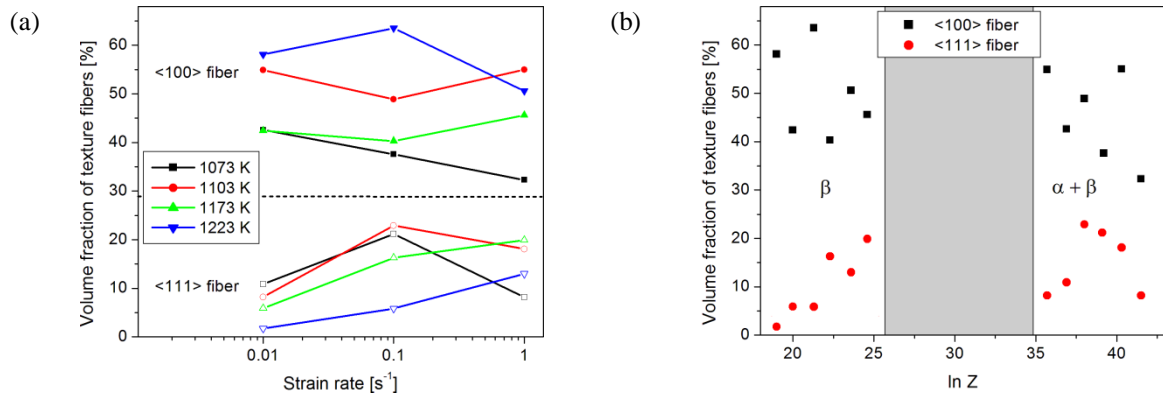 (a)
Volume fraction of texture fibers [%]
60
50
40
30
20
10
0
<100> fiber
1073 K
1103 K
1173 K
1223 K
<111> fiber
0.01
0.1
1
Strain rate [s⁻¹]
(b)
Volume fraction of texture fibers [%]
60
50
40
30
20
10
0
<100> fiber
<111> fiber
β
α + β
20
25
30
35
40
ln Z